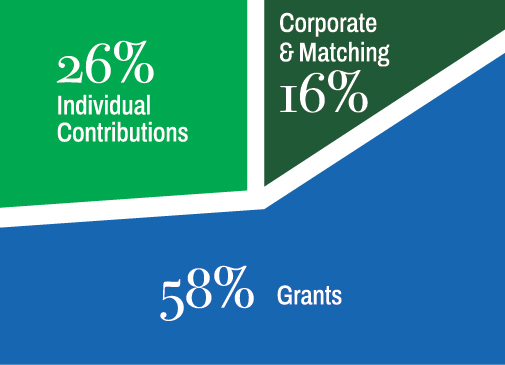 26%
Individual
Contributions
Corporate
& Matching
16%
58% Grants